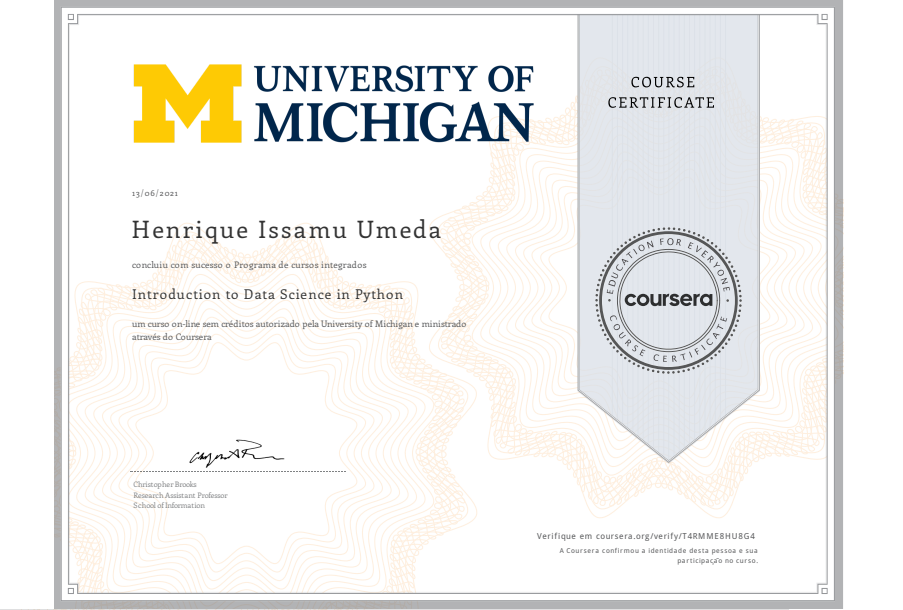 UNIVERSITY OF
MICHIGAN
COURSE
CERTIFICATE
13/06/2021
Henrique Issamu Umeda
concluiu com sucesso o Programa de cursos integrados
Introduction to Data Science in Python
um curso on-line sem créditos autorizado pela University of Michigan e ministrado
através do Coursera
EDUCATION FOR EVERYONE
coursera
COURSE CERTIFICATE
Christopher Brooks
Research Assistant Professor
School of Information
Verifique em coursera.org/verify/T4RMME8HU8G4
A Coursera confirmou a identidade desta pessoa e sua
participação no curso.